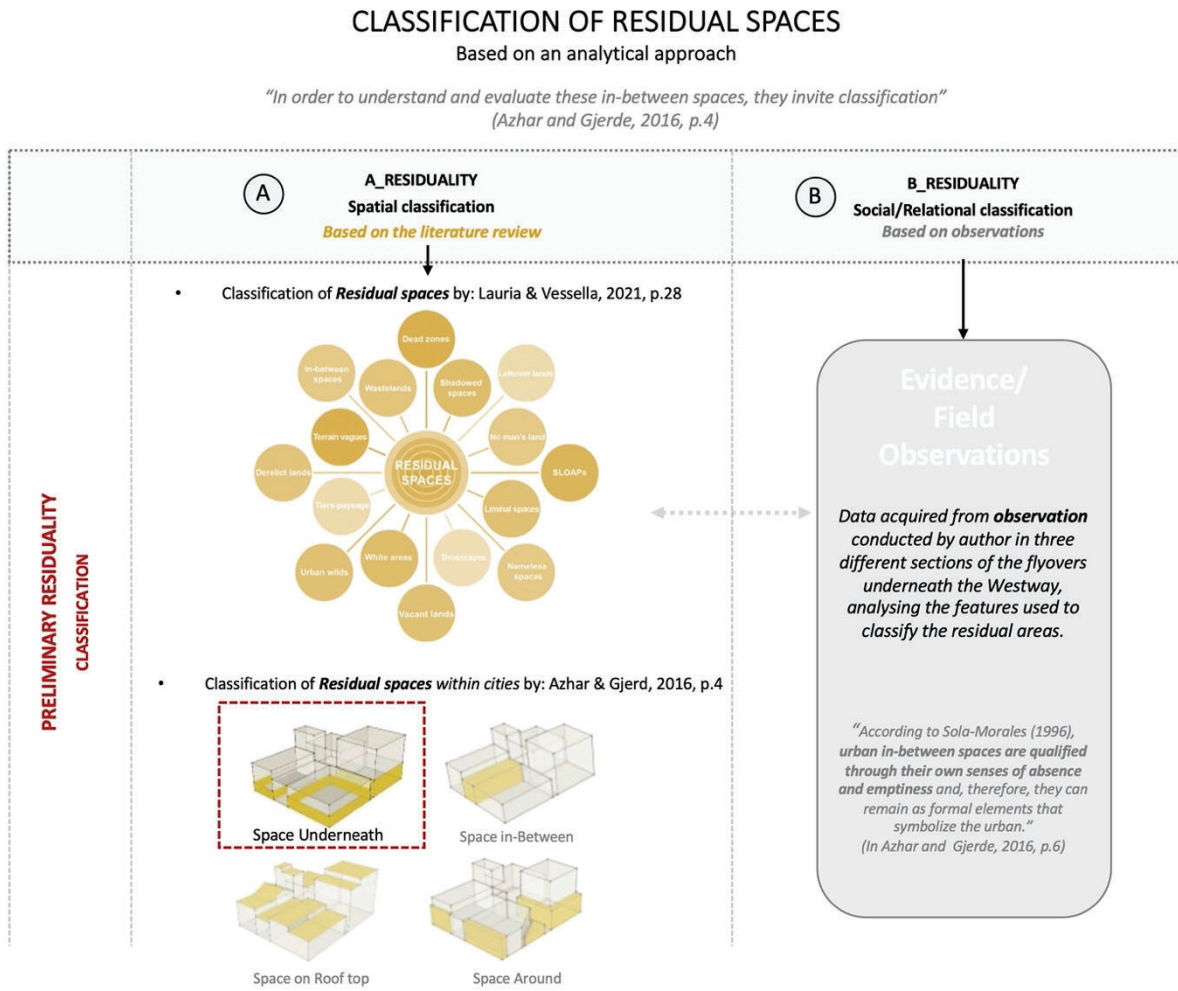 CLASSIFICATION OF RESIDUAL SPACES
Based on an analytical approach
“In order to understand and evaluate these in-between spaces, they invite classification”
(Azhar and Gjerde, 2016, p.4)
A
A_RESIDUALITY
Spatial classification
Based on the literature review
B
B_RESIDUALITY
Social/Relational classification
Based on observations
PRELIMINARY RESIDUALITY
CLASSIFICATION
• Classification of Residual spaces by: Lauria & Vessella, 2021, p.28
Dead zones
In-between
spaces
Wastelands
Shadowed
spaces
Leftover lands
Terrain vagues
No man's land
Derelict lands
RESIDUAL
SPACES
SLOAPs
Tiers-paysage
Liminal spaces
Urban wilds
White areas
Drosscapes
Nameless
spaces
Vacant lands
• Classification of Residual spaces within cities by: Azhar & Gjerd, 2016, p.4
Space Underneath
Space in-Between
Space on Roof top
Space Around
Evidence/
Field
Observations
Data acquired from observation
conducted by author in three
different sections of the flyovers
underneath the Westway,
analysing the features used to
classify the residual areas.
“According to Sola-Morales (1996),
urban in-between spaces are qualified
through their own senses of absence
and emptiness and, therefore, they can
remain as formal elements that
symbolize the urban.”
(In Azhar and Gjerde, 2016, p.6)